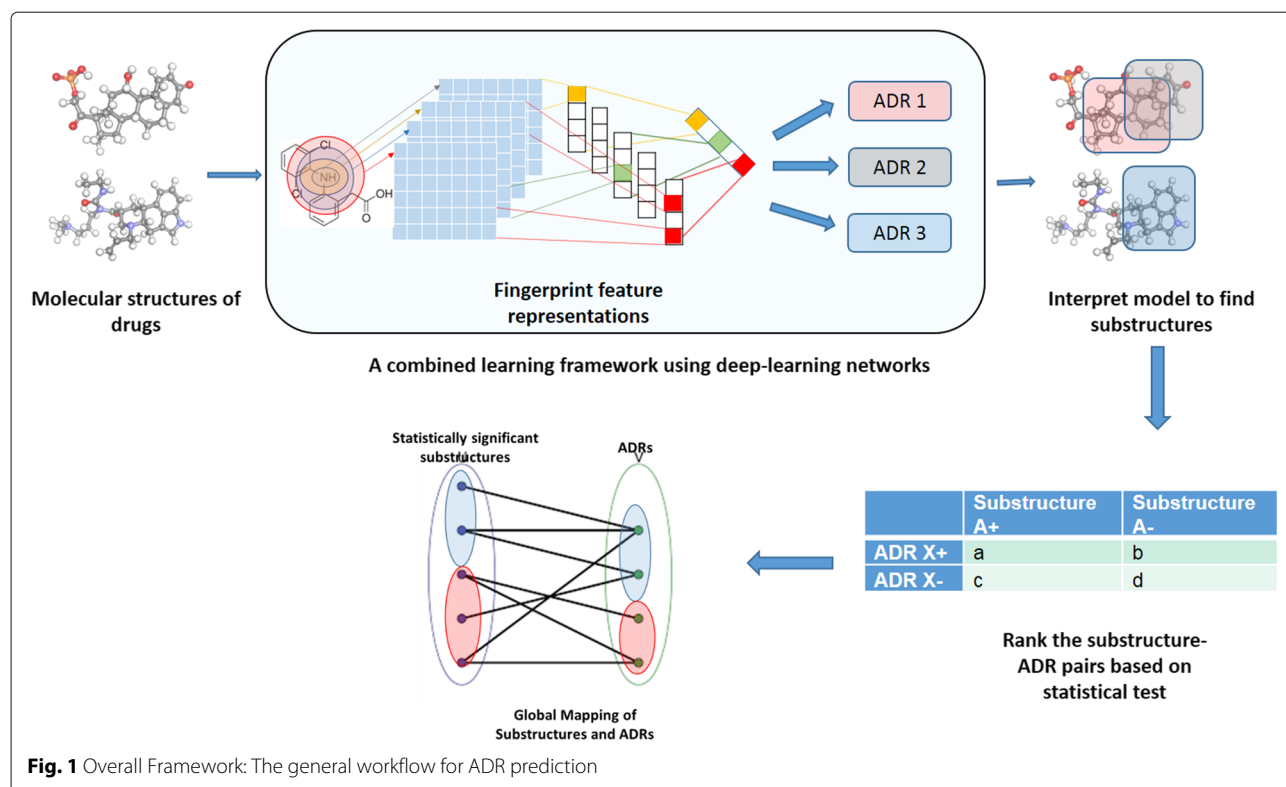 Cl
NH
Cl
OH
O
ADR 1
ADR 2
ADR 3
Molecular structures of
drugs
Fingerprint feature
representations
Interpret model to find
substructures
A combined learning framework using deep-learning networks
Statistically significant
substructures
ADRs
Substructure
A+
Substructure
A-
ADR X+ a b
ADR X- c d
Rank the substructure-
ADR pairs based on
statistical test
Global Mapping of
Substructures and ADRs
Fig. 1 Overall Framework: The general workflow for ADR prediction